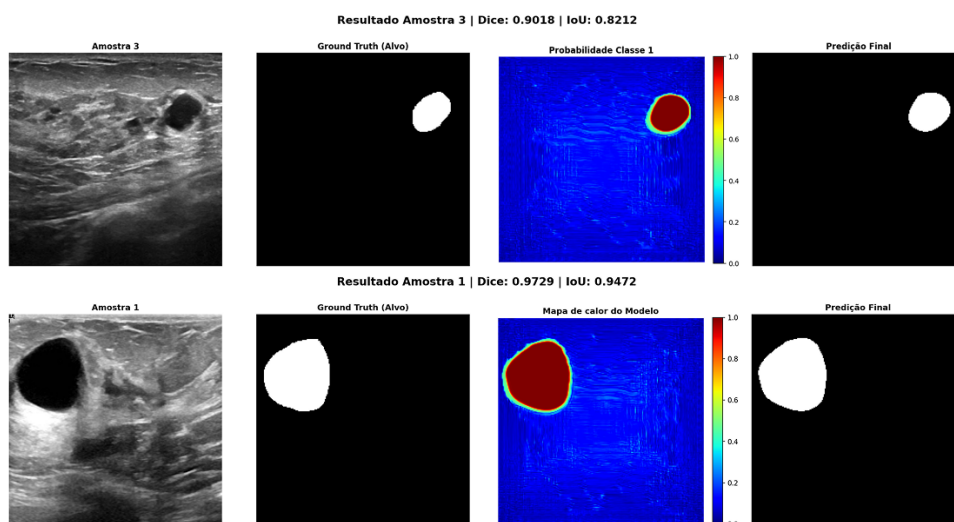 Resultado Amostra 3 | Dice: 0.9018 | IoU: 0.8212
Amostra 3
Ground Truth (Alvo)
Probabilidade Classe 1
Predição Final
1.0
0.8
0.6
0.4
0.2
0.0
Resultado Amostra 1 | Dice: 0.9729 | IoU: 0.9472
Amostra 1
Ground Truth (Alvo)
Mapa de calor do Modelo
Predição Final
1.0
0.8
0.6
0.4
0.2